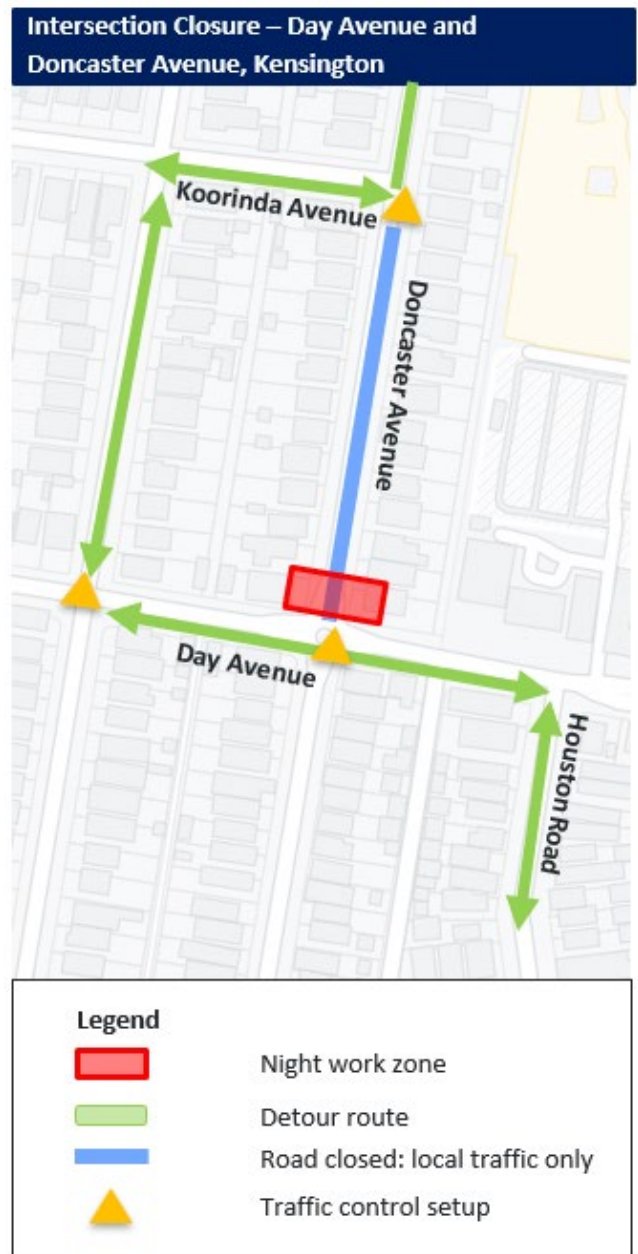 Intersection Closure – Day Avenue and
Doncaster Avenue, Kensington
Koorinda Avenue
Doncaster Avenue
Day Avenue
Houston Road
Legend
Night work zone
Detour route
Road closed: local traffic only
Traffic control setup